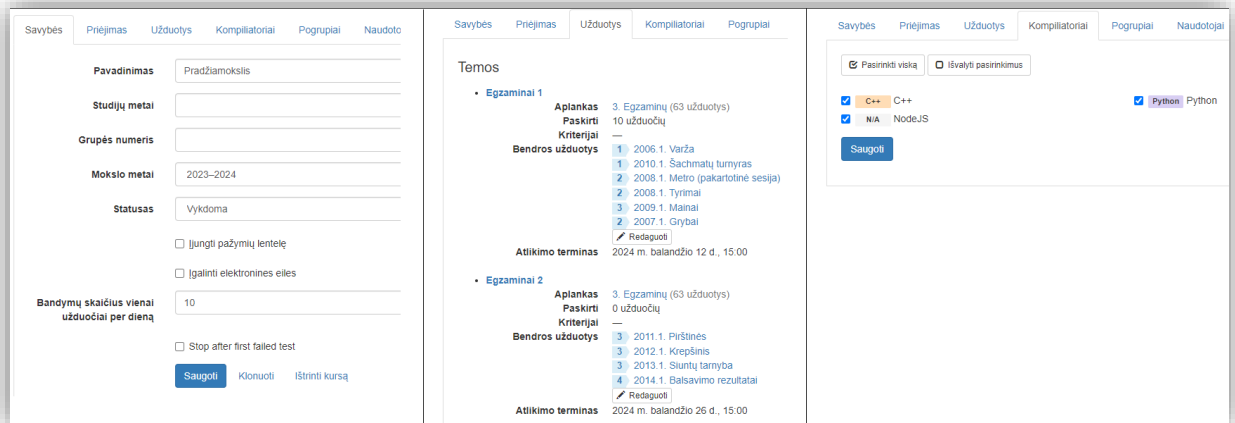 Savybės Priėjimas Užduotys Kompiliatoriai Pogrupiai Naudoto
Pavadinimas Pradžiamokslis
Studijų metai
Grupės numeris
Mokslo metai 2023–2024
Statusas Vykdoma
Įjungti pažymių lentelę
Įgalinti elektronines eiles
Bandymų skaičius vienai užduočiai per dieną 10
Stop after first failed test
Saugoti Klonuoti Ištrinti kursą
Savybės Priėjimas Užduotys Kompiliatoriai Pogrupiai
Temos
• Egzaminai 1
Aplankas 3. Egzaminų (63 užduotys)
Paskirti 10 užduočių
Kriterijai —
Bendros užduotys 1 2006.1. Varža
1 2010.1. Šachmatų turnyras
2 2008.1. Metro (pakartotinė sesija)
2 2008.1. Tyrimai
3 2009.1. Mainai
2 2007.1. Grybai
Redaguoti
Atlikimo terminas 2024 m. balandžio 12 d., 15:00
• Egzaminai 2
Aplankas 3. Egzaminų (63 užduotys)
Paskirti 0 užduočių
Kriterijai —
Bendros užduotys 3 2011.1. Pirštinės
3 2012.1. Krepšinis
3 2013.1. Siuntų tarnyba
4 2014.1. Balsavimo rezultatai
Redaguoti
Atlikimo terminas 2024 m. balandžio 26 d., 15:00
Savybės Priėjimas Užduotys Kompiliatoriai Pogrupiai Naudotojai
Pasirinkti viską Išvalyti pasirinkimus
C++ C++ Python Python
N/A NodeJS
Saugoti